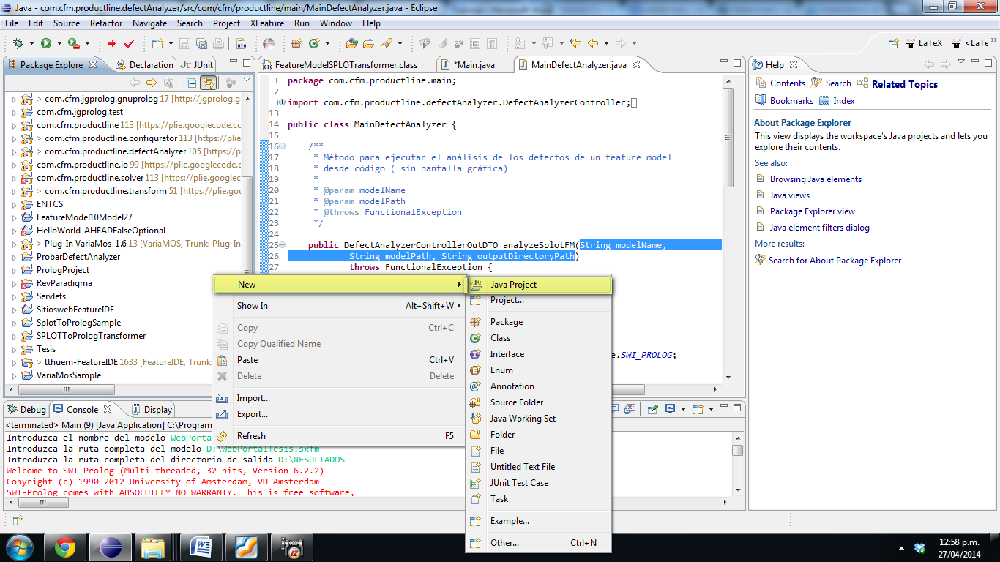 Java - com.cfm.productline.defectAnalyzer/src/com/cfm/productline/main/MainDefectAnalyzer.java - Eclipse
File Edit Source Refactor Navigate Search Project XFeature Run Window Help
LaTeX <LaTe
Package Explore Declaration JUnit
com.cfm.jgprolog.gnuprolog 17 [http://jgprolog.g
com.cfm.jgprolog.test
com.cfm.productline 113 [https://plie.googlecode.cc
> com.cfm.productline.configurator 113 [https://plie.
> com.cfm.productline.defectAnalyzer 105 [https://p
com.cfm.productline.io 99 [https://plie.googlecode.
com.cfm.productline.solver 113 [https://plie.googlec
> com.cfm.productline.transform 51 [https://plie.goo
ENTCS
FeatureModel10Model27
HelloWorld-AHEADFalseOptional
> Plug-In VariaMos 1.6 13 [VariaMOS, Trunk: Plug-In
ProbarDefectAnalyzer
PrologProject
RevParadigma
Servlets
SitioswebFeatureIDE
SplotToPrologSample
SPLOTToPrologTransformer
Tesis
> tthuem-FeatureIDE 1633 [FeatureIDE, Trunk
VariaMosSample
FeatureModelSPLOTransformer.class *Main.java MainDefectAnalyzer.java
1 package com.cfm.productline.main;
2
3 import com.cfm.productline.defectAnalyzer.DefectAnalyzerController;
13
14 public class MainDefectAnalyzer {
15
16 /**
17 * Método para ejecutar el análisis de los defectos de un feature model
18 * desde código ( sin pantalla gráfica)
19 *
20 * @param modelName
21 * @param modelPath
22 * @throws FunctionalException
23 */
24
25 public DefectAnalyzerControllerOutDTO analyzeSplotFM(String modelName,
26 String modelPath, String outputDirectoryPath)
27 throws FunctionalException {
e.SWI_PROLOG;
New
Show In Alt+Shift+W
Copy Ctrl+C
Copy Qualified Name
Paste Ctrl+V
Delete Delete
Import...
Export...
Refresh F5
Java Project
Project...
Package
Class
Interface
Enum
Annotation
Source Folder
Java Working Set
Folder
File
Untitled Text File
JUnit Test Case
Task
Example...
Other... Ctrl+N
Help
Contents Search Related Topics
Bookmarks Index
About Package Explorer
This view displays the workspace's Java projects and lets you
explore their contents.
See also:
Browsing Java elements
Java views
Package Explorer view
Java element filters dialog
More results:
Search for About Package Explorer
Debug Console Display
<terminated> Main (9) [Java Application] C:\Program
Introduzca el nombre del modelo WebPorta
Introduzca la ruta completa del modelo D:\WebPortalTesis.sxfm
Introduzca la ruta completa del directorio de salida D:\RESULTADOS
Welcome to SWI-Prolog (Multi-threaded, 32 bits, Version 6.2.2)
Copyright (c) 1990-2012 University of Amsterdam, VU Amsterdam
SWI-Prolog comes with ABSOLUTELY NO WARRANTY. This is free software,
12:58 p.m.
27/04/2014